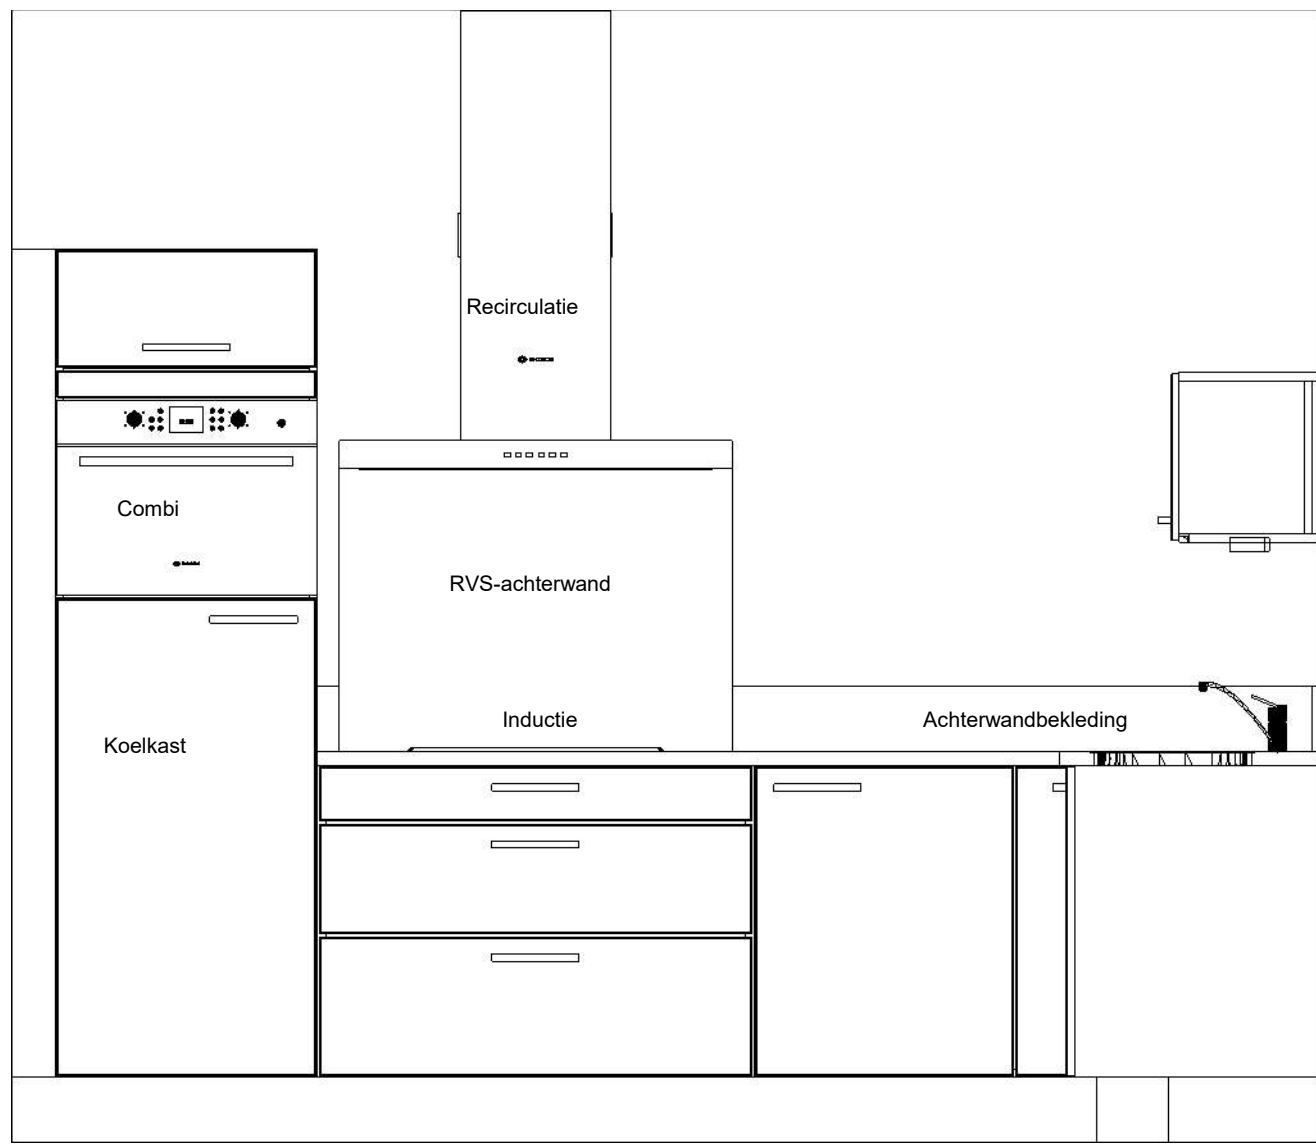 Recirculatie
Combi
RVS-achterwand
Inductie
Achterwandbekleding
Koelkast